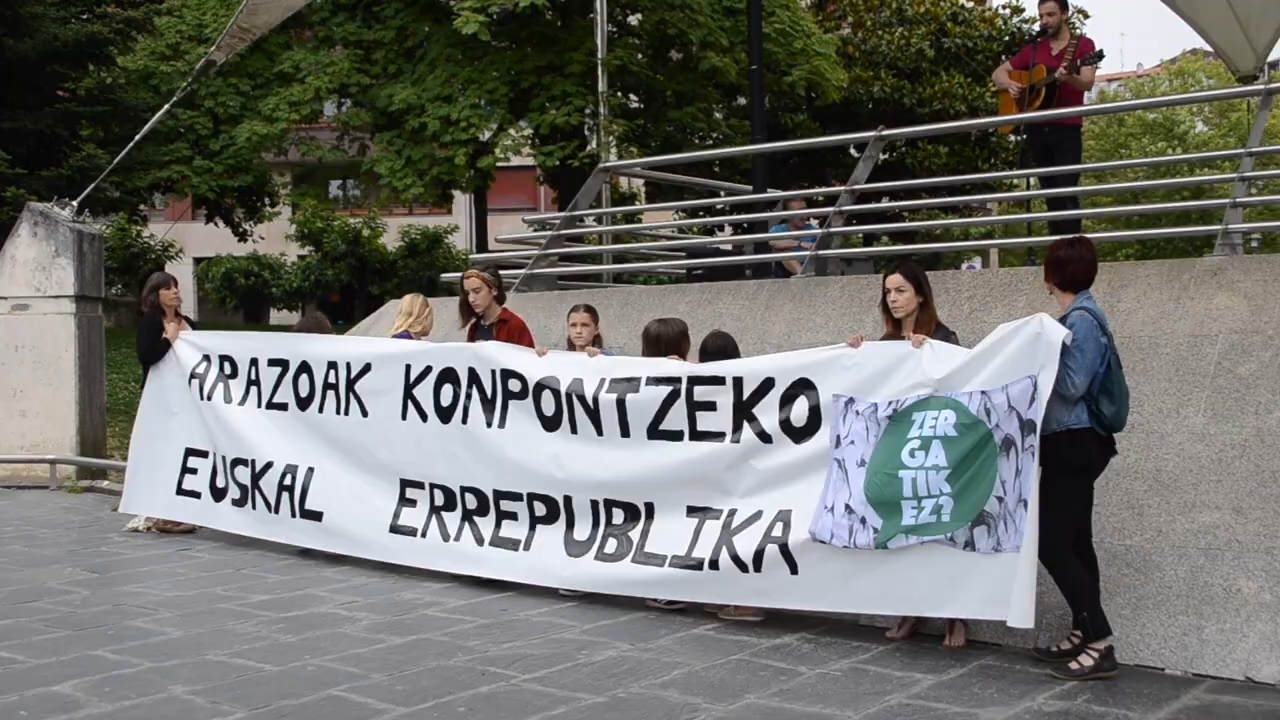 ARAZOAK KONPONTZEKO
EUSKAL ERREPUBLIKA
ZER
GA
TIK
EZ?